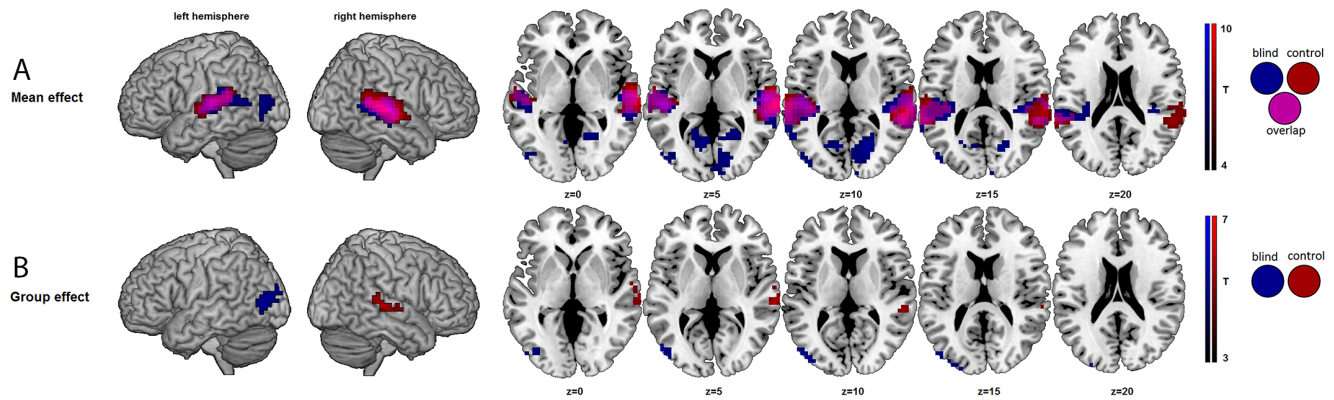 left hemisphere right hemisphere
A
Mean effect
z=0 z=5 z=10 z=15 z=20
10
T
4
blind control
overlap
B
Group effect
z=0 z=5 z=10 z=15 z=20
7
T
3
blind control